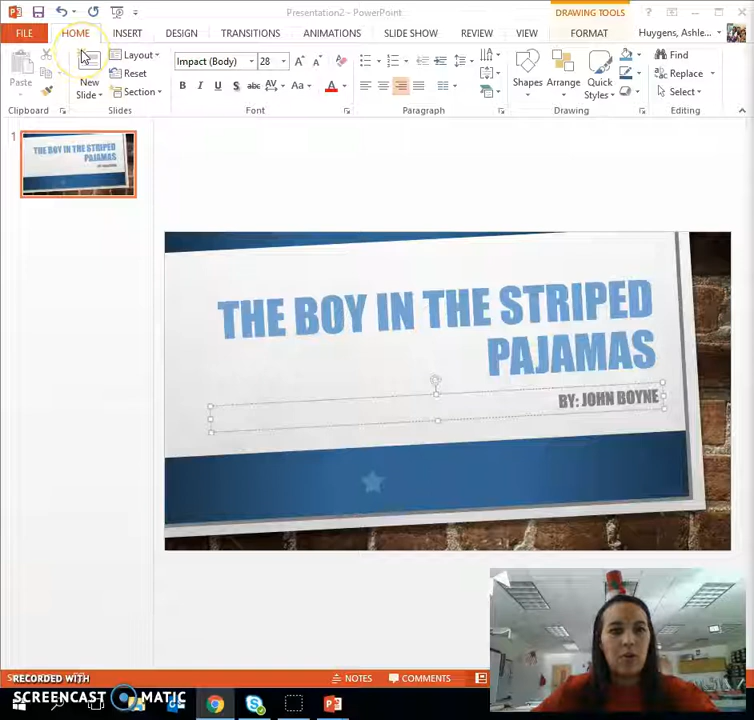 Presentation2 - PowerPoint
DRAWING TOOLS
?
FILE
HOME
INSERT
DESIGN
TRANSITIONS
ANIMATIONS
SLIDE SHOW
REVIEW
VIEW
FORMAT
Huygens, Ashle...
Paste
New
Slide
Layout
Reset
Section
Impact (Body)
28
B I U S abc AV Aa A
A A
Shapes
Arrange
Quick
Styles
Find
Replace
Select
Clipboard
Slides
Font
Paragraph
Drawing
Editing
1
THE BOY IN THE STRIPED
PAJAMAS
THE BOY IN THE STRIPED
PAJAMAS
BY: JOHN BOYNE
RECORDED WITH
NOTES
COMMENTS
SCREENCAST MATIC